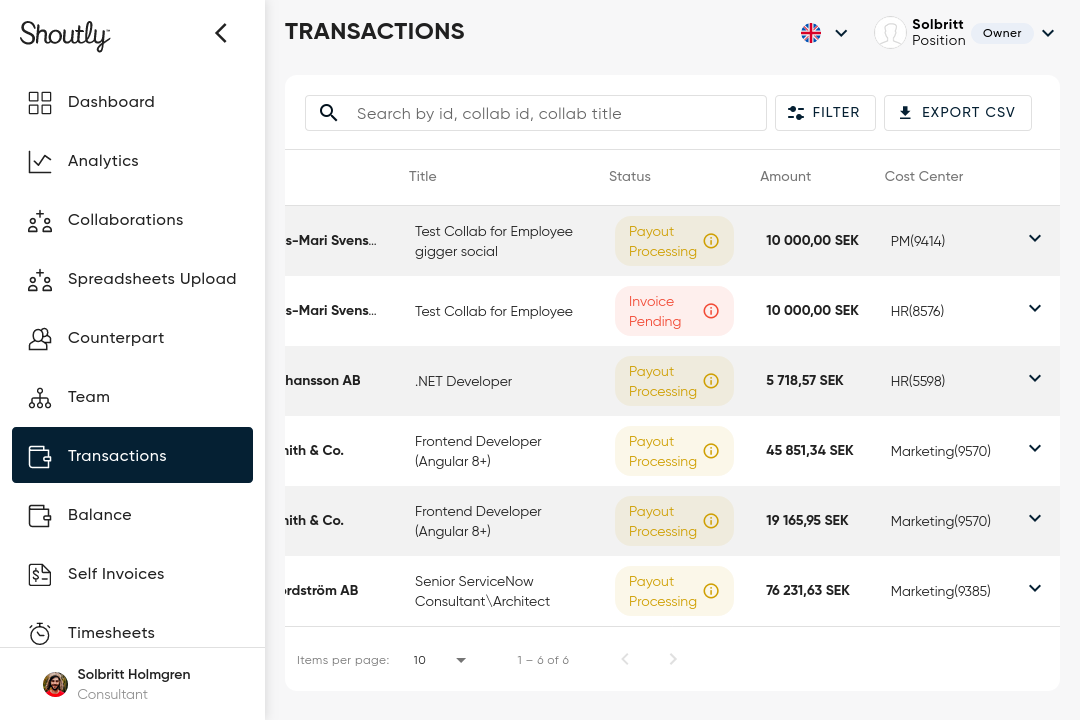 Shoutly
TRANSACTIONS
Solbritt
Position
Owner
Dashboard
Analytics
Collaborations
Spreadsheets Upload
Counterpart
Team
Transactions
Balance
Self Invoices
Timesheets
Solbritt Holmgren
Consultant
Search by id, collab id, collab title
FILTER
EXPORT CSV
Title Status Amount Cost Center
s-Mari Svens... Test Collab for Employee gigger social Payout Processing 10 000,00 SEK PM(9414)
s-Mari Svens... Test Collab for Employee Invoice Pending 10 000,00 SEK HR(8576)
hansson AB .NET Developer Payout Processing 5 718,57 SEK HR(5598)
nith & Co. Frontend Developer (Angular 8+) Payout Processing 45 851,34 SEK Marketing(9570)
nith & Co. Frontend Developer (Angular 8+) Payout Processing 19 165,95 SEK Marketing(9570)
ordström AB Senior ServiceNow Consultant\Architect Payout Processing 76 231,63 SEK Marketing(9385)
Items per page: 10 1 – 6 of 6